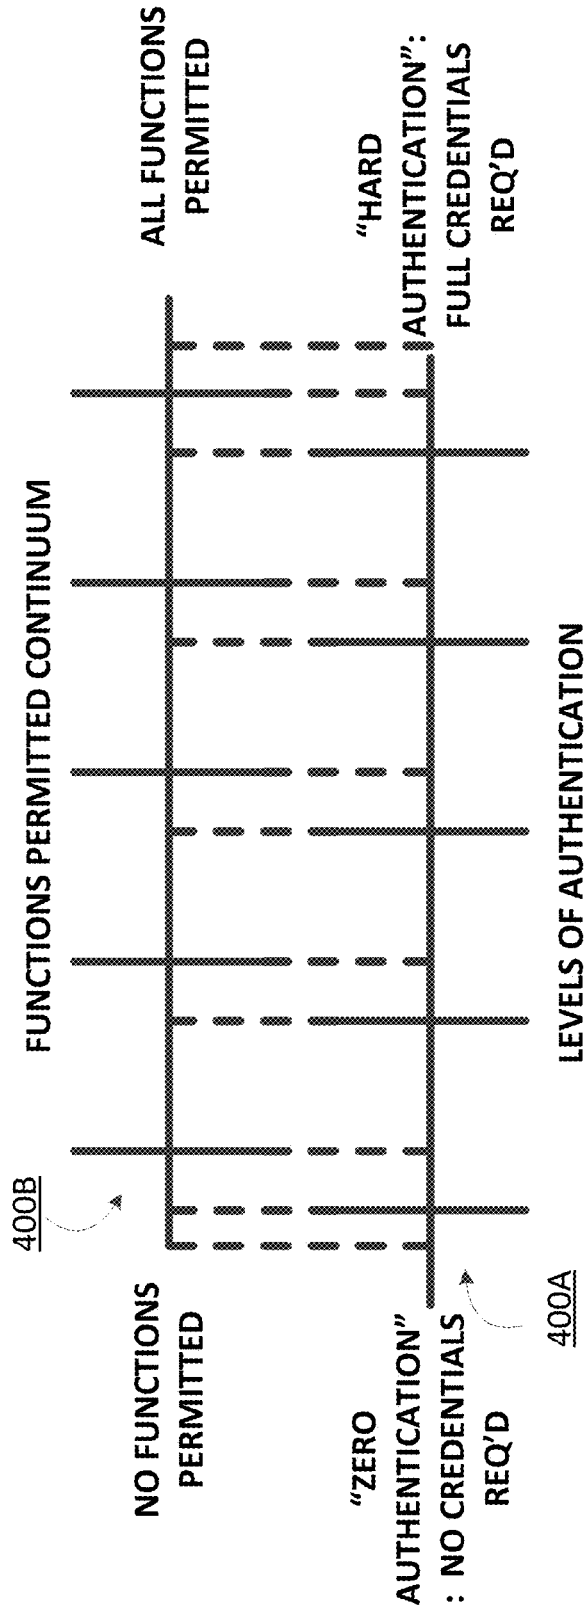 FUNCTIONS PERMITTED CONTINUUM
400B
NO FUNCTIONS
PERMITTED
ALL FUNCTIONS
PERMITTED
"ZERO
AUTHENTICATION"
: NO CREDENTIALS
REQ'D
"HARD
AUTHENTICATION":
FULL CREDENTIALS
REQ'D
400A
LEVELS OF AUTHENTICATION